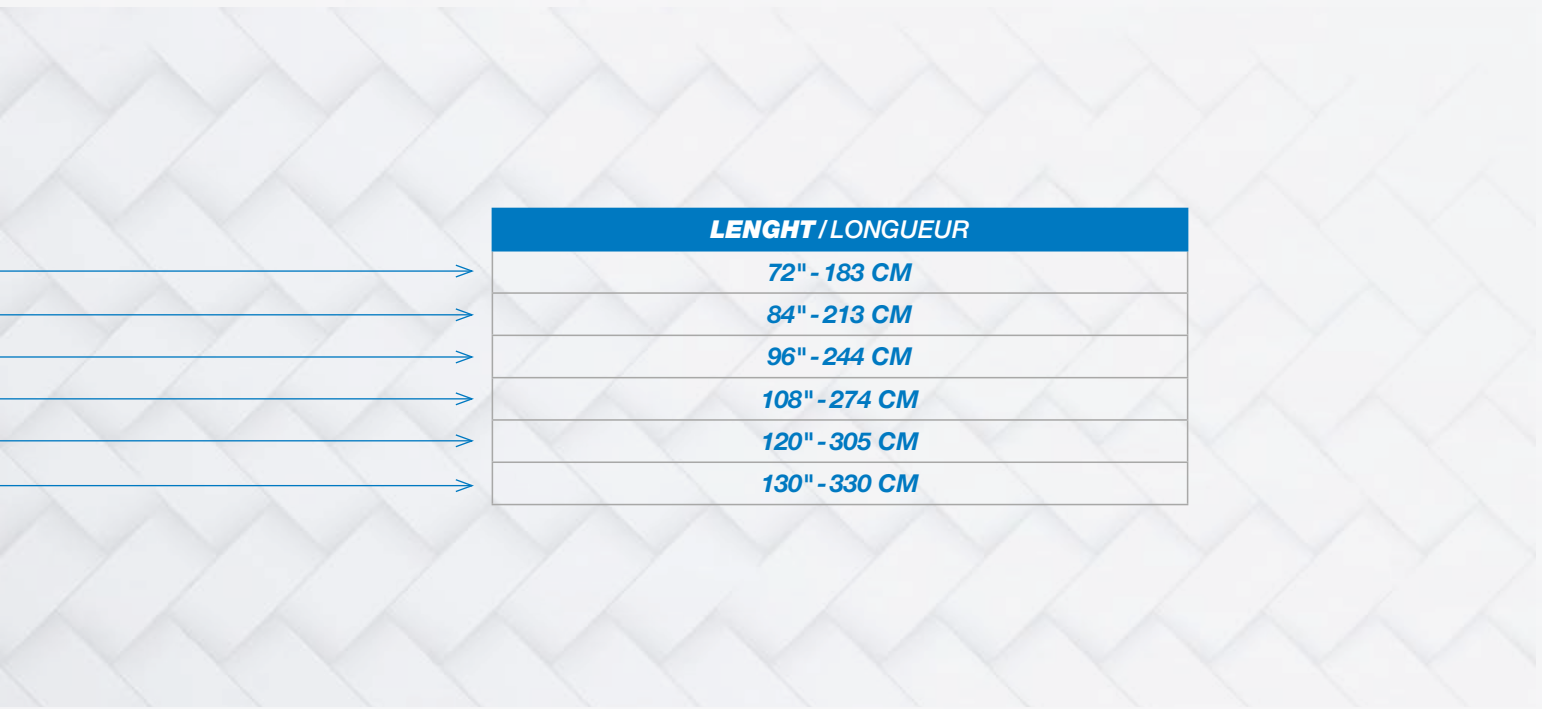 LENGHT / LONGUEUR
72" - 183 CM
84" - 213 CM
96" - 244 CM
108" - 274 CM
120" - 305 CM
130" - 330 CM